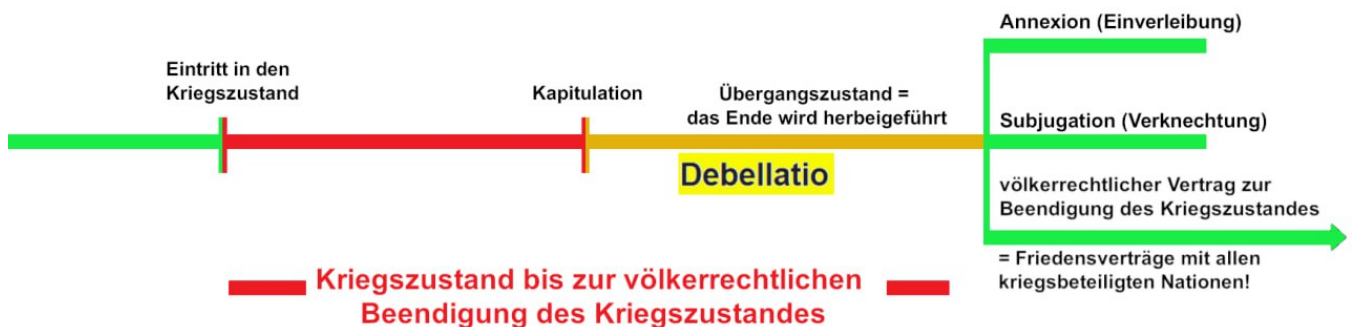 Annexion (Einverleibung)
Eintritt in den
Kriegszustand
Kapitulation
Übergangszustand =
das Ende wird herbeigeführt
Subjugation (Verknechtung)
Debellatio
völkerrechtlicher Vertrag zur
Beendigung des Kriegszustandes
= Friedensverträge mit allen
kriegsbeteiligten Nationen!
Kriegszustand bis zur völkerrechtlichen
Beendigung des Kriegszustandes